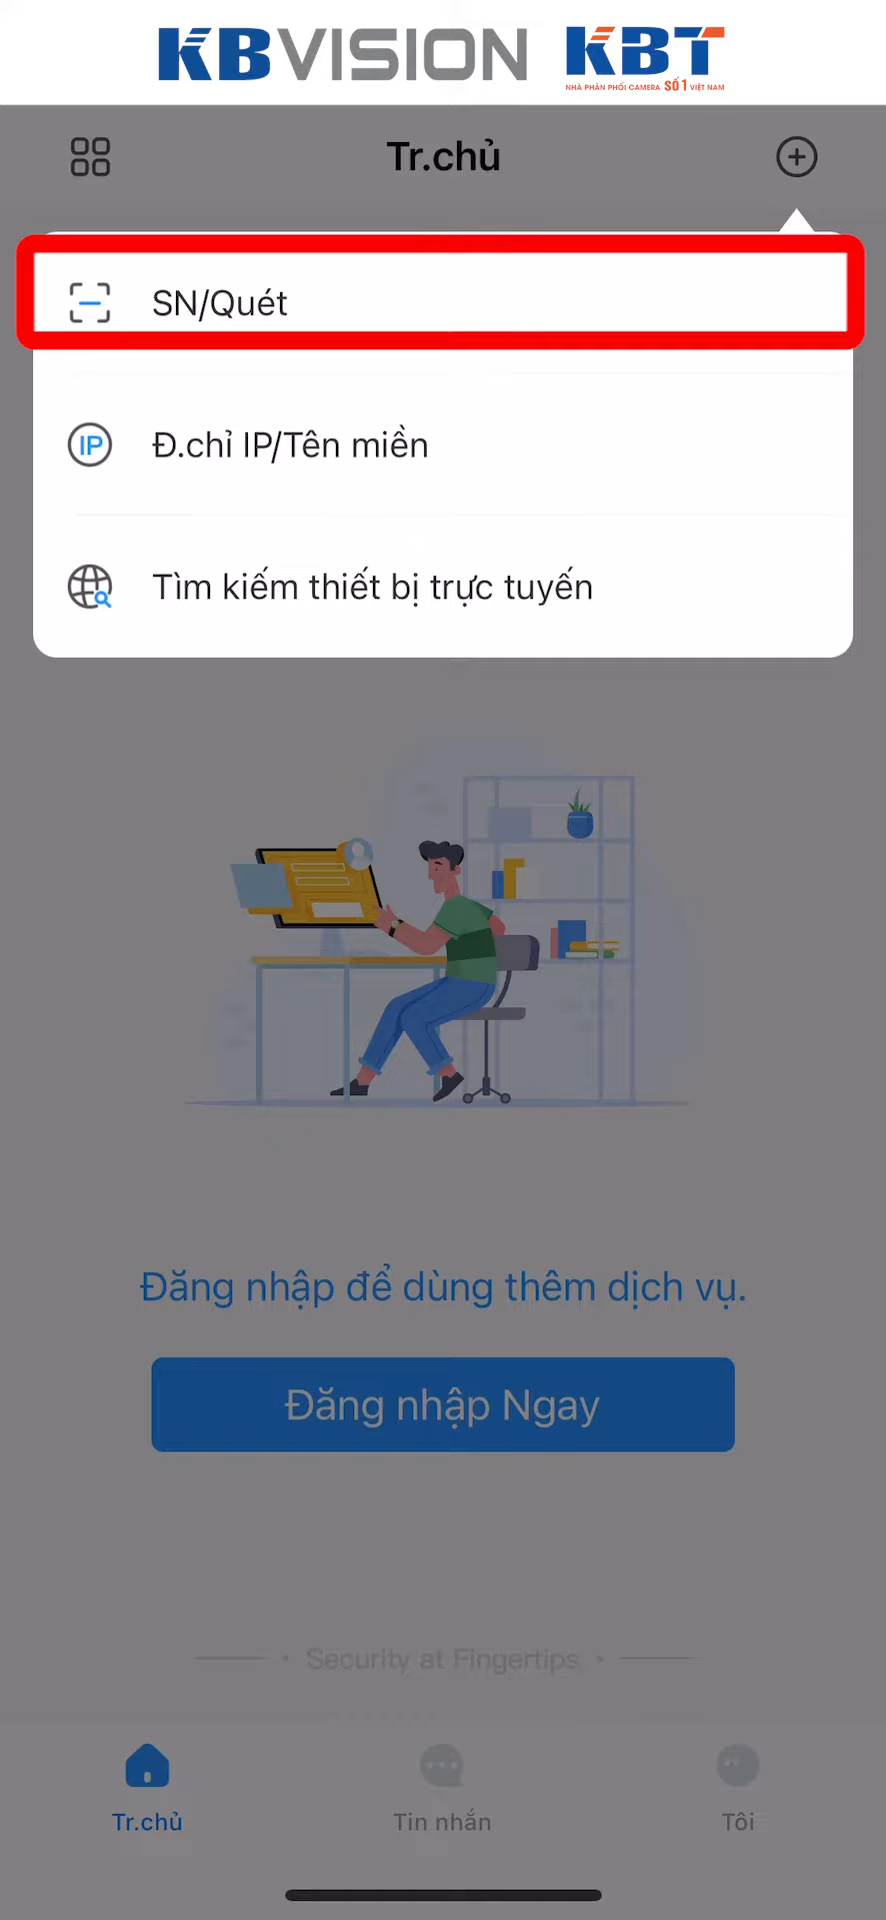 KBVISION KBT
NHÀ PHÂN PHỐI CAMERA SỐ 1 VIỆT NAM
Tr.chủ
SN/Quét
IP Đ.chỉ IP/Tên miền
Tìm kiếm thiết bị trực tuyến
Đăng nhập để dùng thêm dịch vụ.
Đăng nhập Ngay
Security at Fingertips
Tr.chủ Tin nhắn Tôi